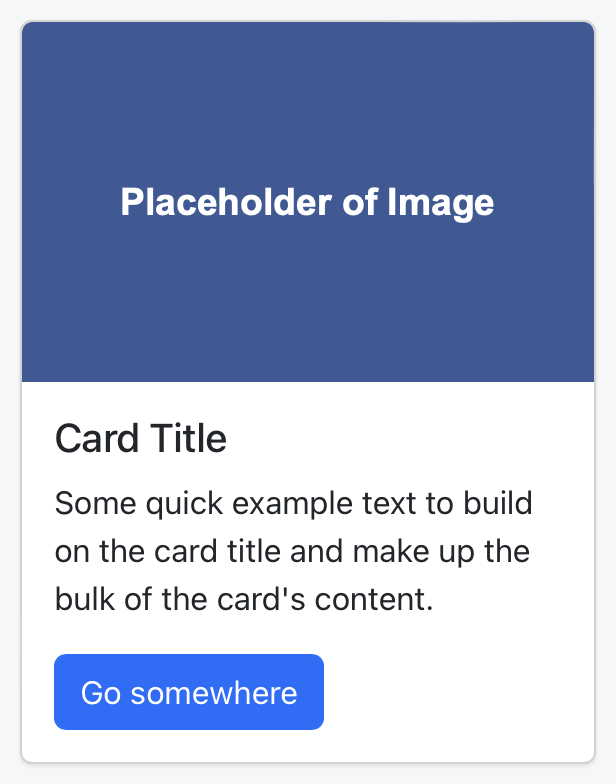 Placeholder of Image
Card Title
Some quick example text to build
on the card title and make up the
bulk of the card's content.
Go somewhere